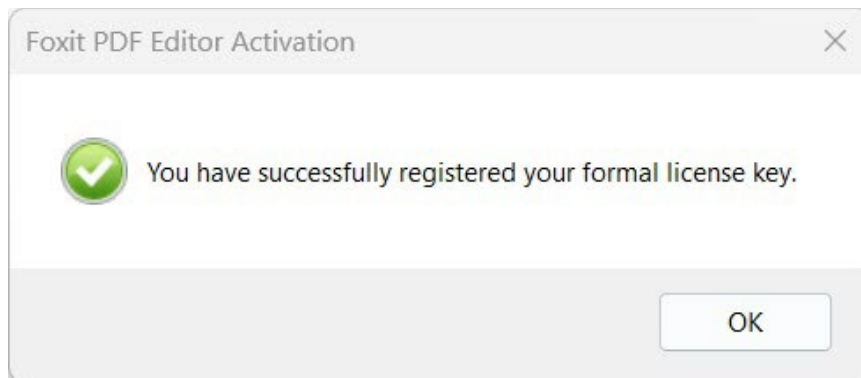 Foxit PDF Editor Activation
You have successfully registered your formal license key.
OK